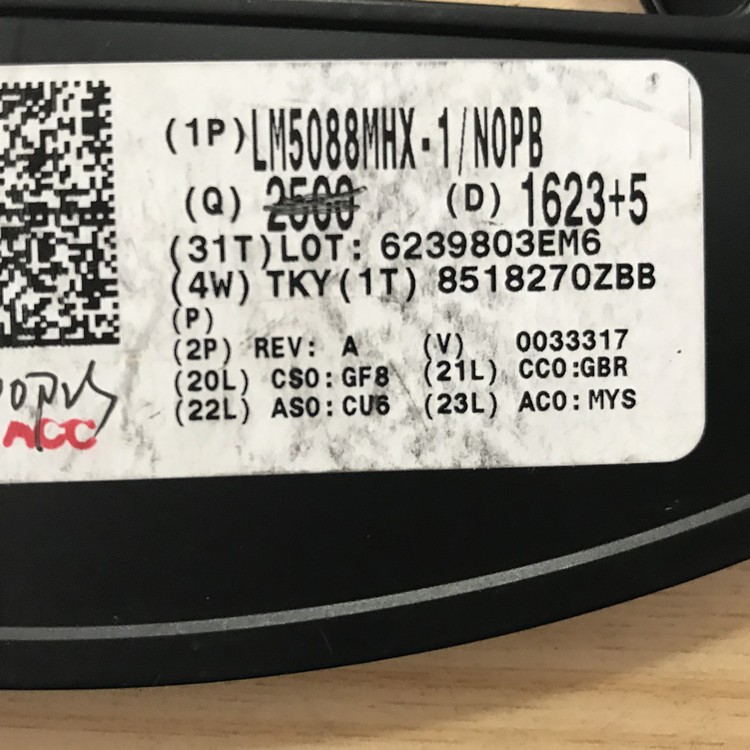 (1P)LM5088MHX-1/NOPB
(Q) 2500 (D) 1623+5
(31T)LOT: 6239803EM6
(4W) TKY(1T) 8518270ZBB
(P)
(2P) REV: A (V) 0033317
(20L) CSO:GF8 (21L) CCO:GBR
(22L) ASO:CU6 (23L) ACO:MYS
ACC